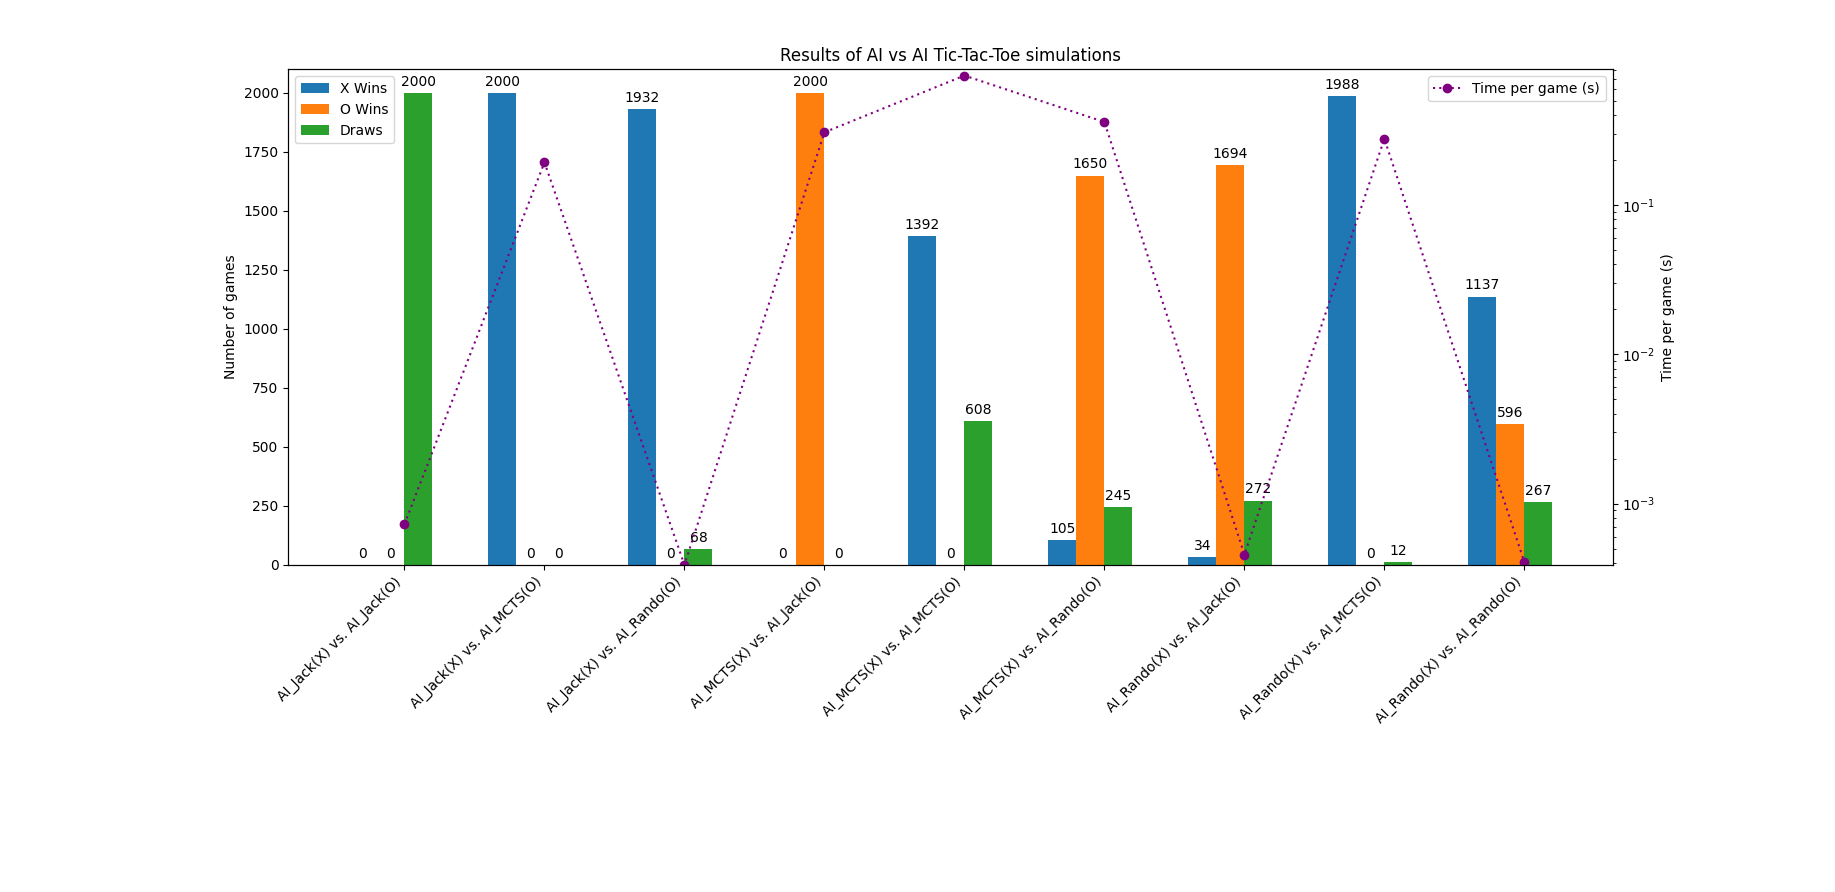 Results of AI vs AI Tic-Tac-Toe simulations
X Wins
O Wins
Draws
Time per game (s)
Number of games
2000
1750
1500
1250
1000
750
500
250
0
0 0 2000
2000 0 0
1932 0 68
0 2000 0
1392 0 608
105 1650 245
34 1694 272
1988 0 12
1137 596 267
10⁻¹
10⁻²
10⁻³
Time per game (s)
AI_Jack(X) vs. AI_Jack(O)
AI_Jack(X) vs. AI_MCTS(O)
AI_Jack(X) vs. AI_Rando(O)
AI_MCTS(X) vs. AI_Jack(O)
AI_MCTS(X) vs. AI_MCTS(O)
AI_MCTS(X) vs. AI_Rando(O)
AI_Rando(X) vs. AI_Jack(O)
AI_Rando(X) vs. AI_MCTS(O)
AI_Rando(X) vs. AI_Rando(O)